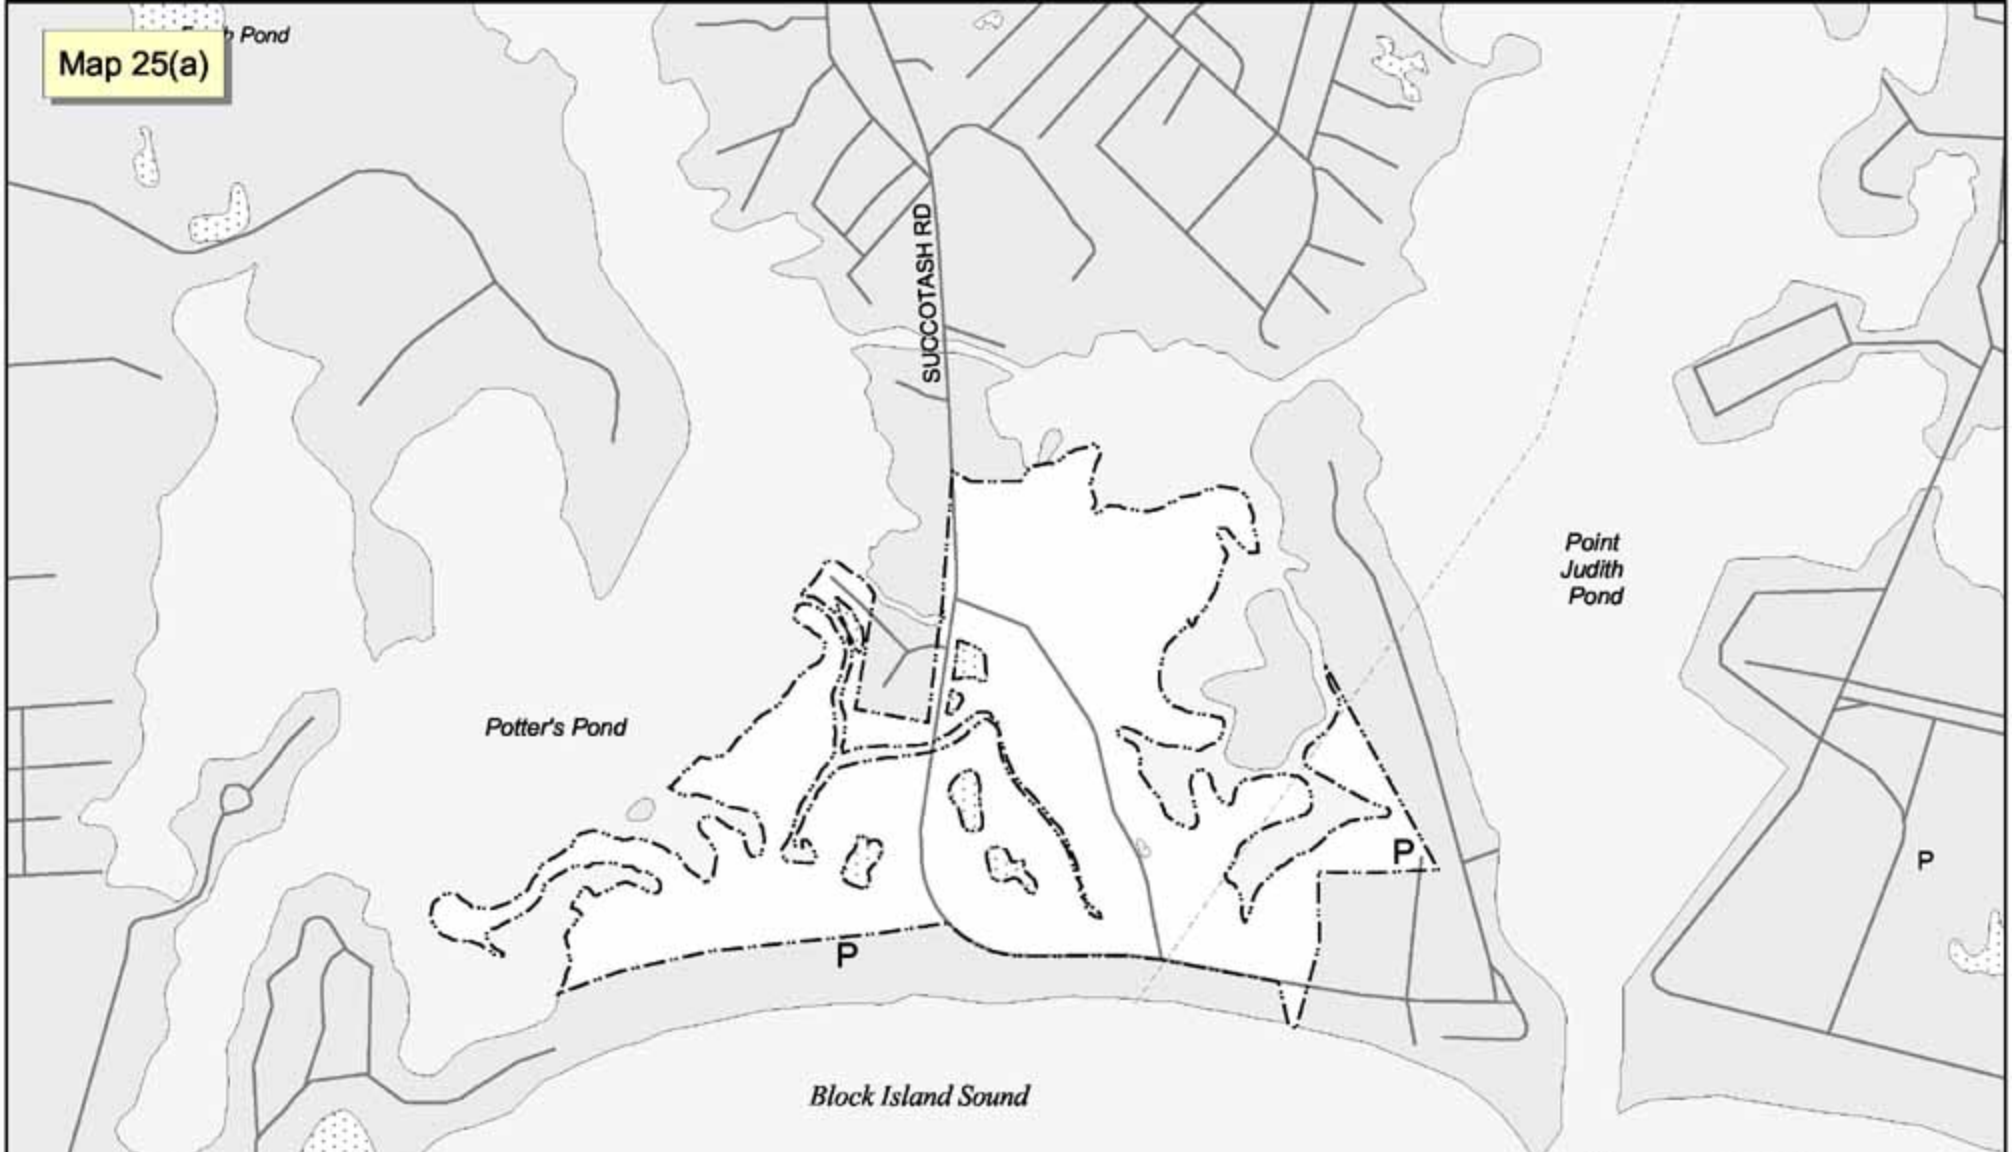 Pond
Map 25(a)
SUCCOTASH RD
Point
Judith
Pond
Potter's Pond
P
P
P
Block Island Sound